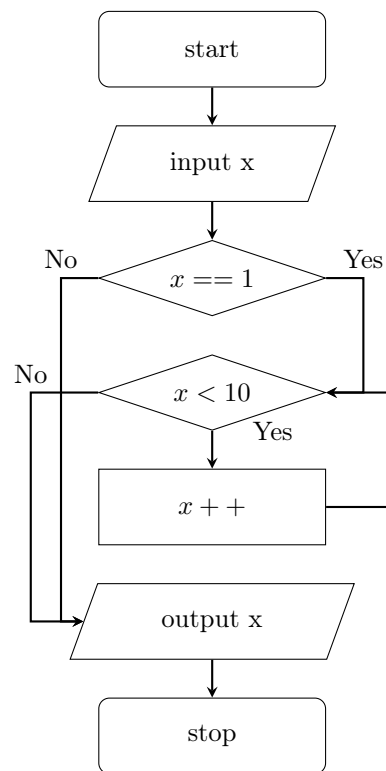 start
input x
No
x == 1
Yes
No
x < 10
Yes
x + +
output x
stop